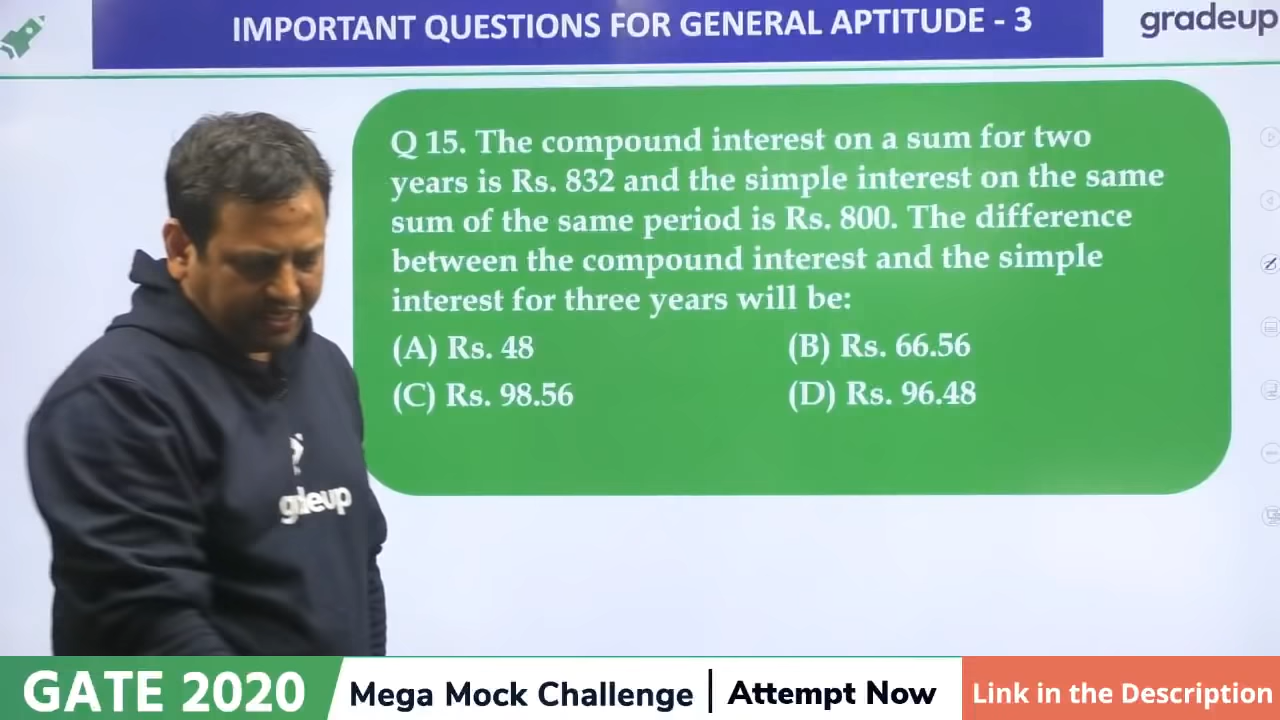 IMPORTANT QUESTIONS FOR GENERAL APTITUDE - 3
gradeup
Q 15. The compound interest on a sum for two
years is Rs. 832 and the simple interest on the same
sum of the same period is Rs. 800. The difference
between the compound interest and the simple
interest for three years will be:
(A) Rs. 48 (B) Rs. 66.56
(C) Rs. 98.56 (D) Rs. 96.48
gradeup
GATE 2020 Mega Mock Challenge | Attempt Now Link in the Description